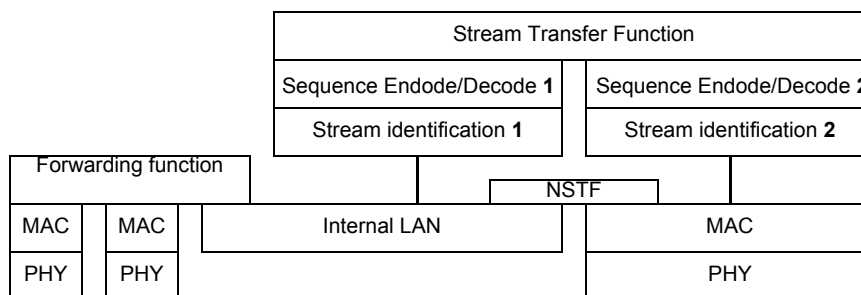 Stream Transfer Function
Sequence Endode/Decode 1
Sequence Endode/Decode 2
Stream identification 1
Stream identification 2
Forwarding function
NSTF
MAC
MAC
Internal LAN
MAC
PHY
PHY
PHY